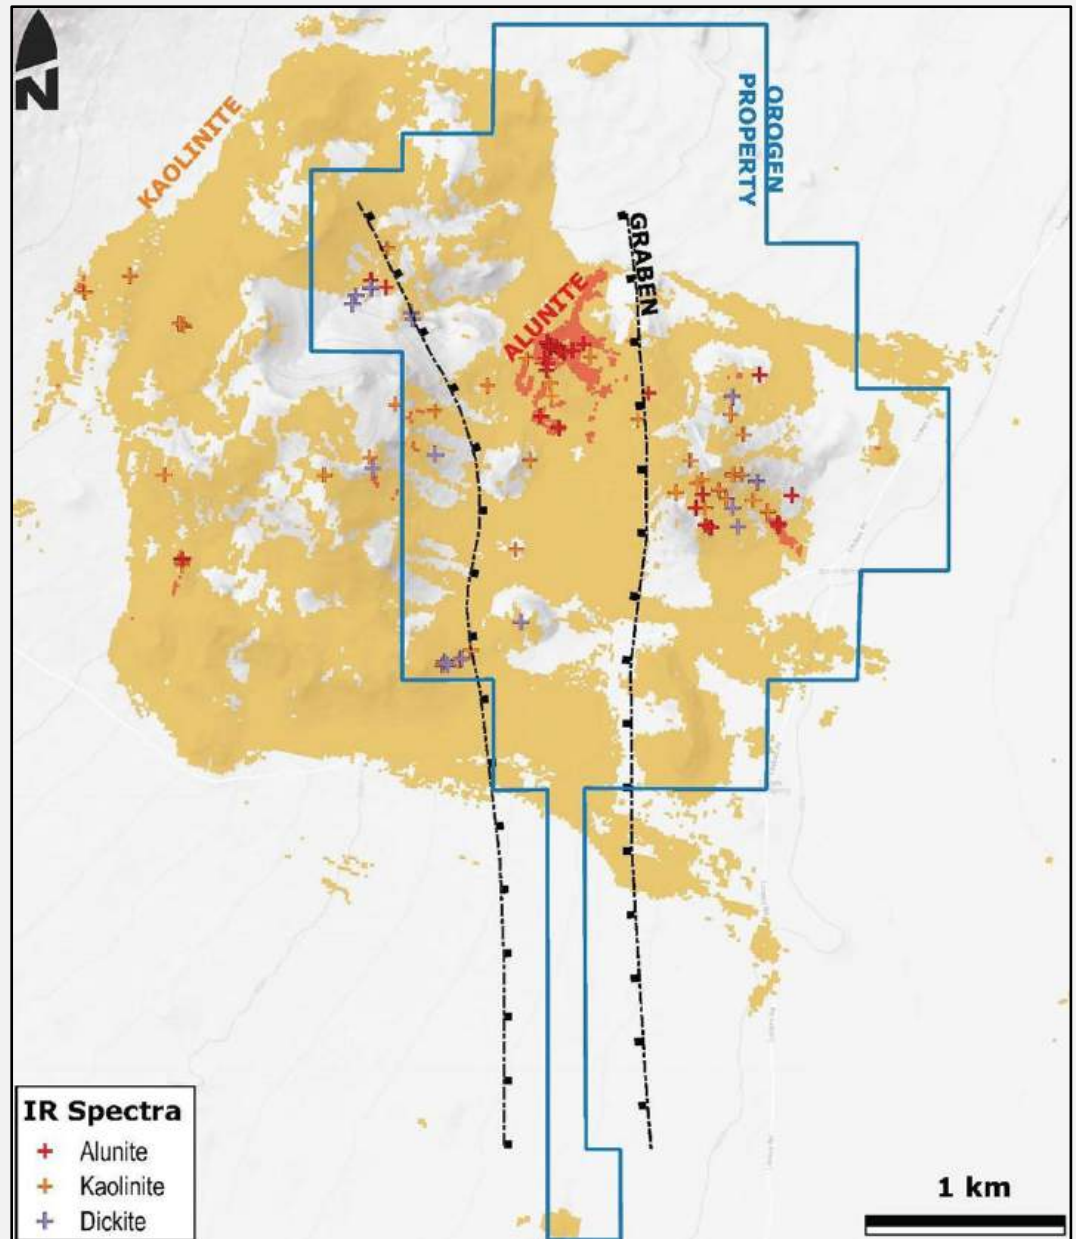 N
KAOLINITE
OROGEN
PROPERTY
GRABEN
ALUNITE
IR Spectra
Alunite
Kaolinite
Dickite
1 km